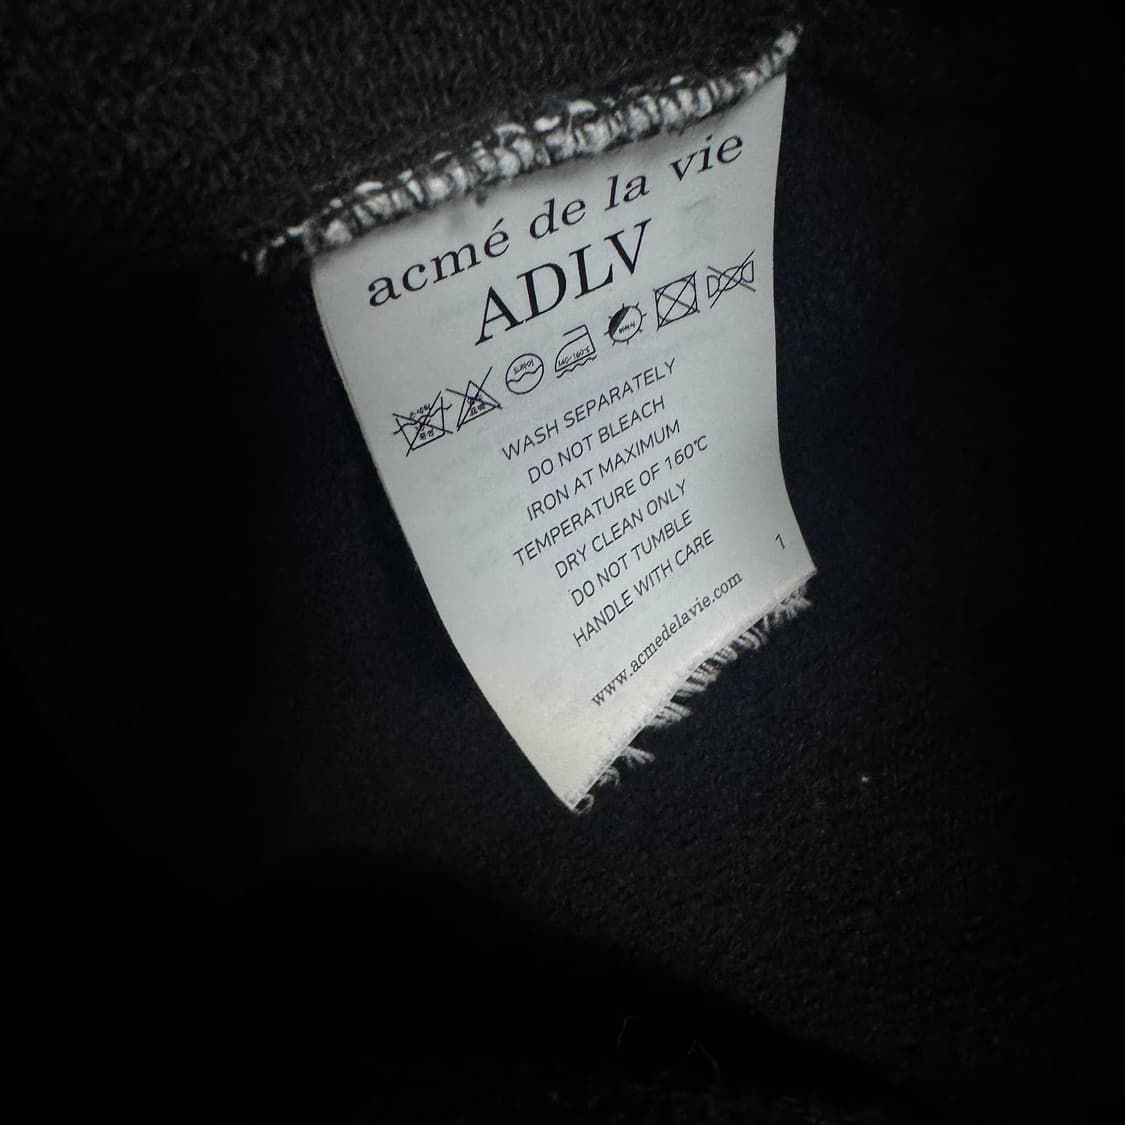 acmé de la vie
ADLV
WASH SEPARATELY
DO NOT BLEACH
IRON AT MAXIMUM
TEMPERATURE OF 160℃
DRY CLEAN ONLY
DO NOT TUMBLE
HANDLE WITH CARE
1
www.acmedelavie.com